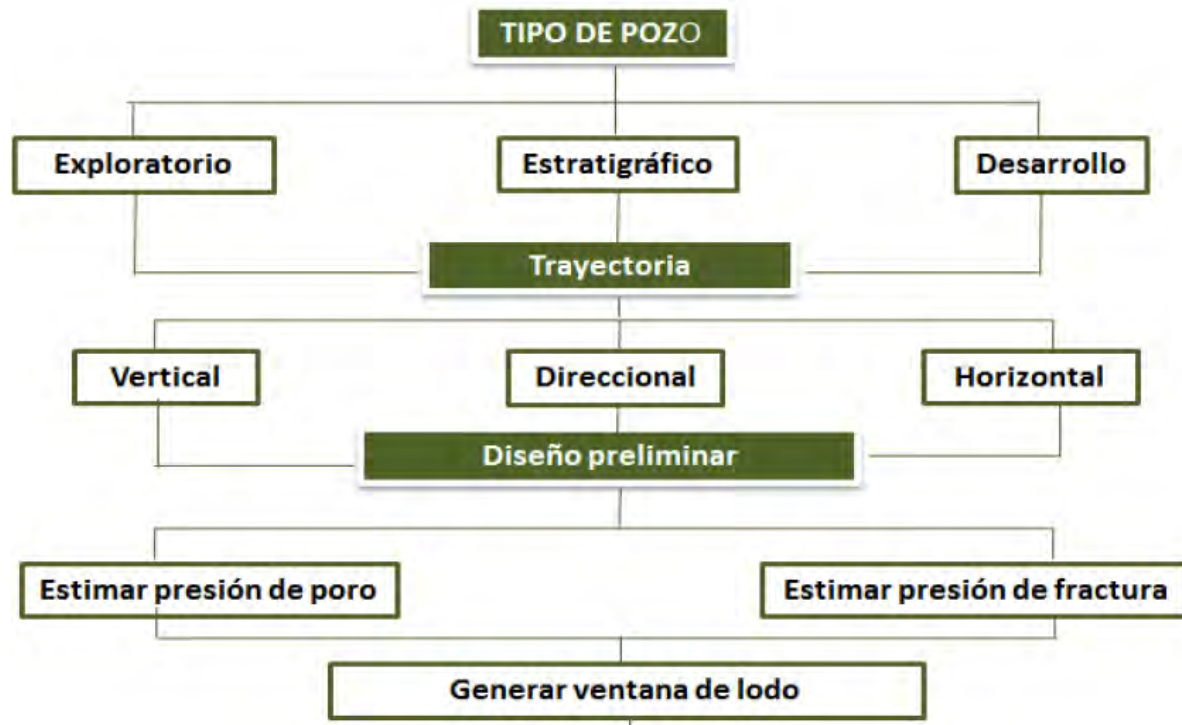 TIPO DE POZO
Exploratorio
Estratigráfico
Desarrollo
Trayectoria
Vertical
Direccional
Horizontal
Diseño preliminar
Estimar presión de poro
Estimar presión de fractura
Generar ventana de lodo